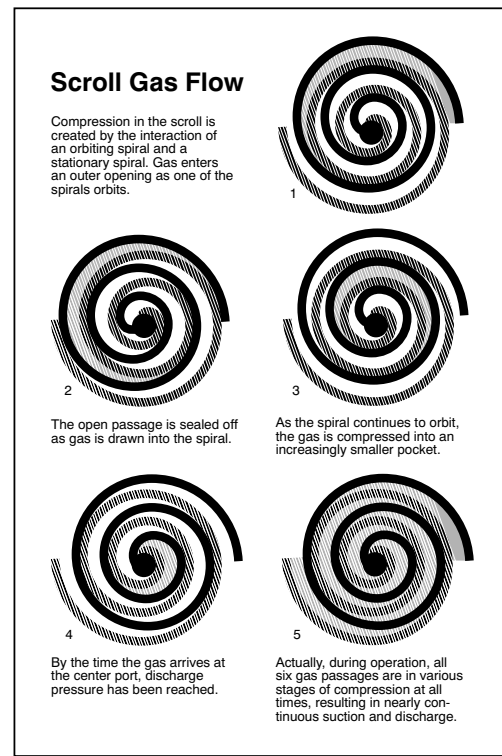 Scroll Gas Flow
Compression in the scroll is
created by the interaction of
an orbiting spiral and a
stationary spiral. Gas enters
an outer opening as one of the
spirals orbits.
1
2
The open passage is sealed off
as gas is drawn into the spiral.
3
As the spiral continues to orbit,
the gas is compressed into an
increasingly smaller pocket.
4
By the time the gas arrives at
the center port, discharge
pressure has been reached.
5
Actually, during operation, all
six gas passages are in various
stages of compression at all
times, resulting in nearly con-
tinuous suction and discharge.